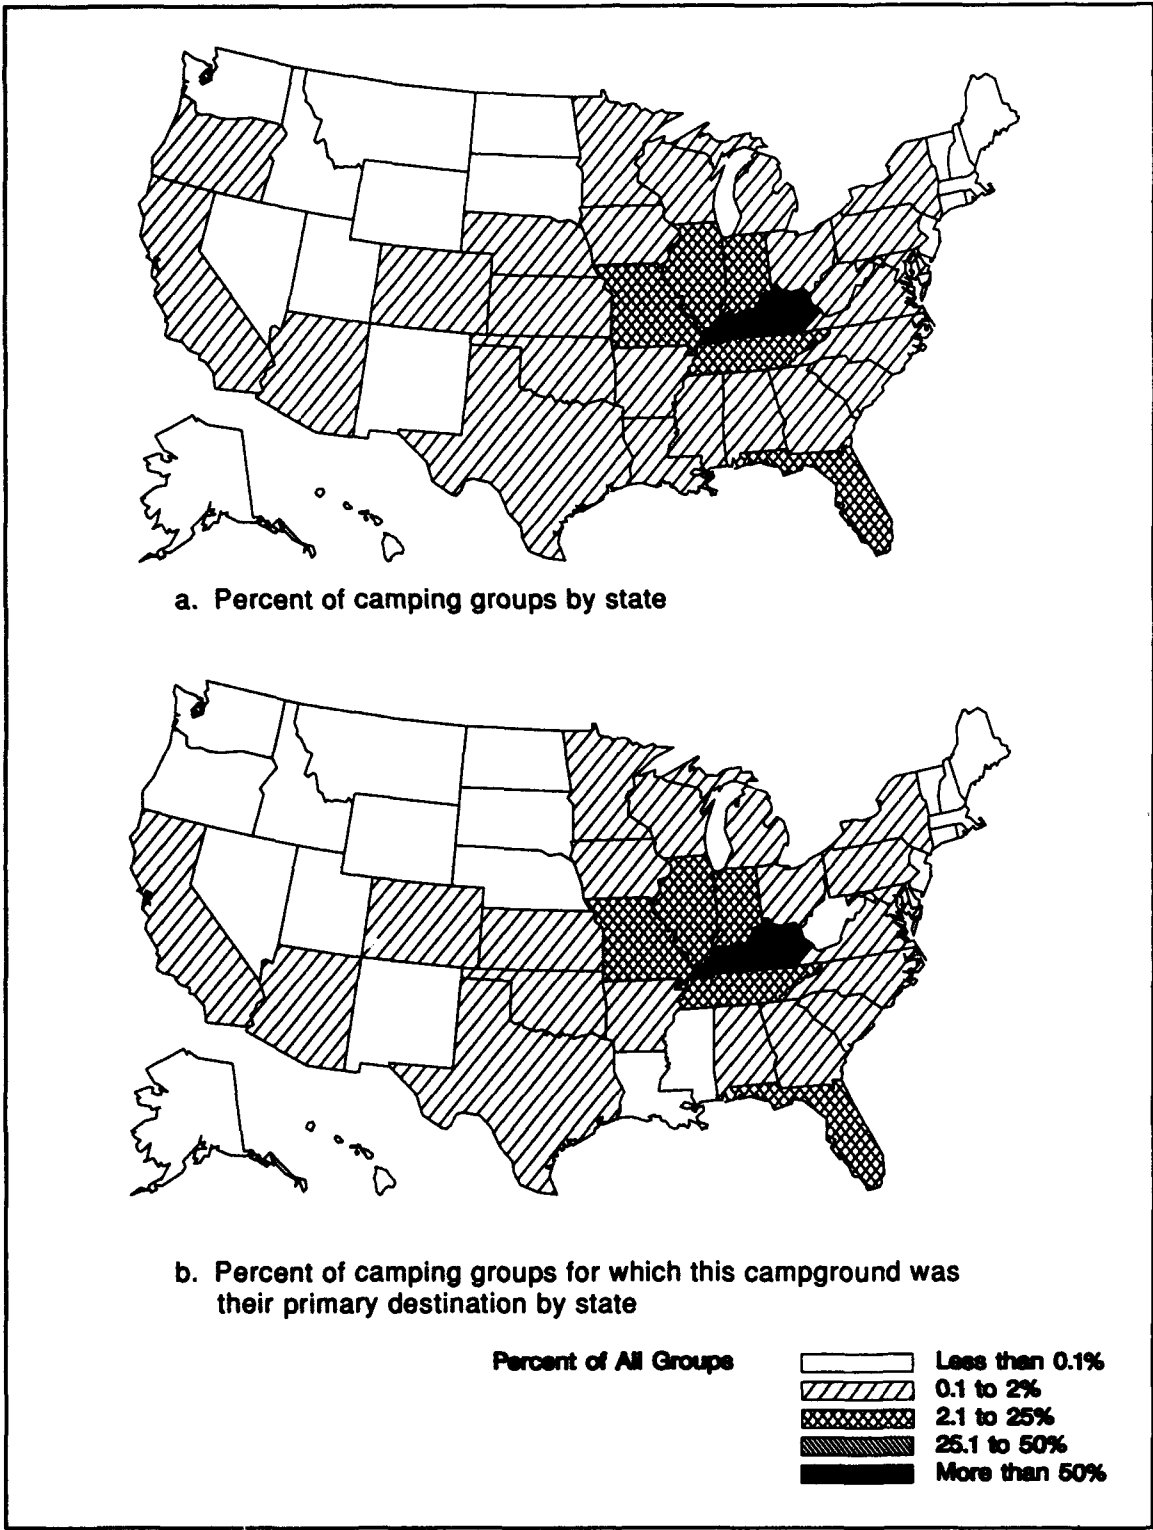 a. Percent of camping groups by state
b. Percent of camping groups for which this campground was
their primary destination by state
Percent of All Groups
Less than 0.1%
0.1 to 2%
2.1 to 25%
25.1 to 50%
More than 50%